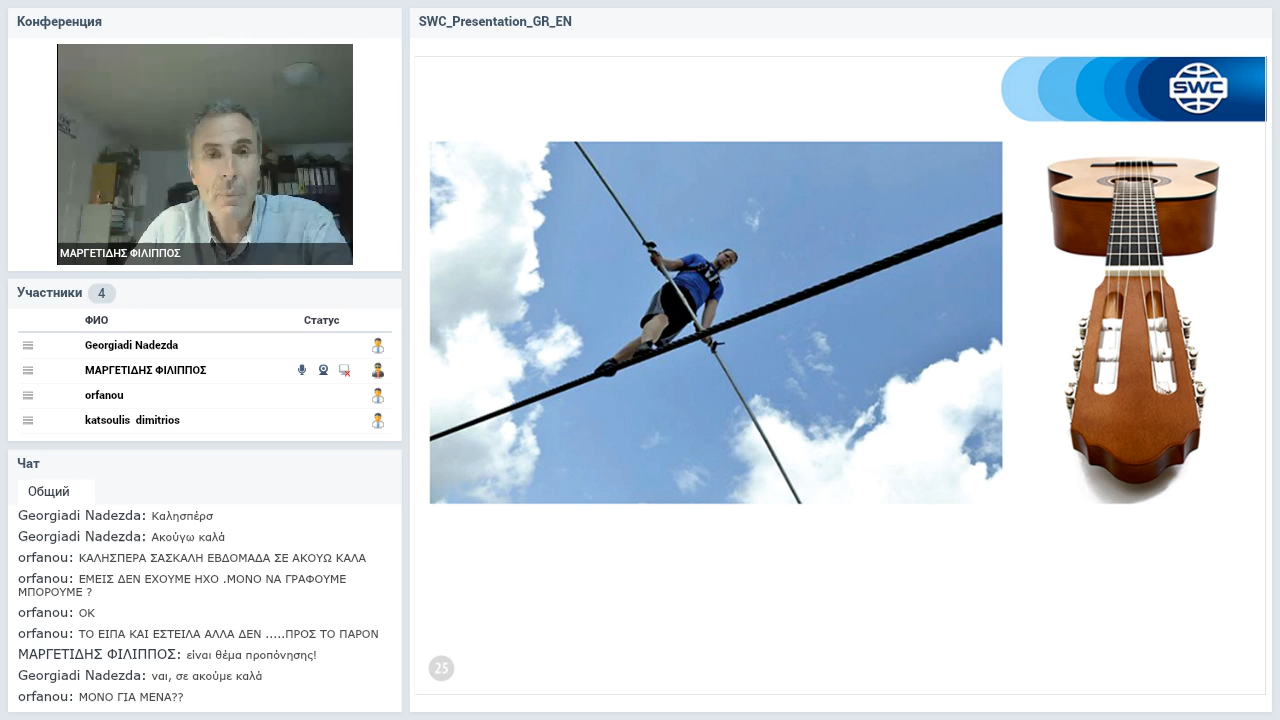 Конференция
ΜΑΡΓΕΤΙΔΗΣ ΦΙΛΙΠΠΟΣ
Участники 4
ФИО Статус
Georgiadi Nadezda
ΜΑΡΓΕΤΙΔΗΣ ΦΙΛΙΠΠΟΣ
orfanou
katsoulis dimitrios
Чат
Общий
Georgiadi Nadezda: Καλησπέρσ
Georgiadi Nadezda: Ακούγω καλά
orfanou: ΚΑΛΗΣΠΕΡΑ ΣΑΣΚΑΛΗ ΕΒΔΟΜΑΔΑ ΣΕ ΑΚΟΥΩ ΚΑΛΑ
orfanou: ΕΜΕΙΣ ΔΕΝ ΕΧΟΥΜΕ ΗΧΟ .ΜΟΝΟ ΝΑ ΓΡΑΦΟΥΜΕ
ΜΠΟΡΟΥΜΕ ?
orfanou: ΟΚ
orfanou: ΤΟ ΕΙΠΑ ΚΑΙ ΕΣΤΕΙΛΑ ΑΛΛΑ ΔΕΝ .....ΠΡΟΣ ΤΟ ΠΑΡΟΝ
ΜΑΡΓΕΤΙΔΗΣ ΦΙΛΙΠΠΟΣ: είναι θέμα προπόνησης!
Georgiadi Nadezda: ναι, σε ακούμε καλά
orfanou: ΜΟΝΟ ΓΙΑ ΜΕΝΑ??
SWC_Presentation_GR_EN
SWC
25